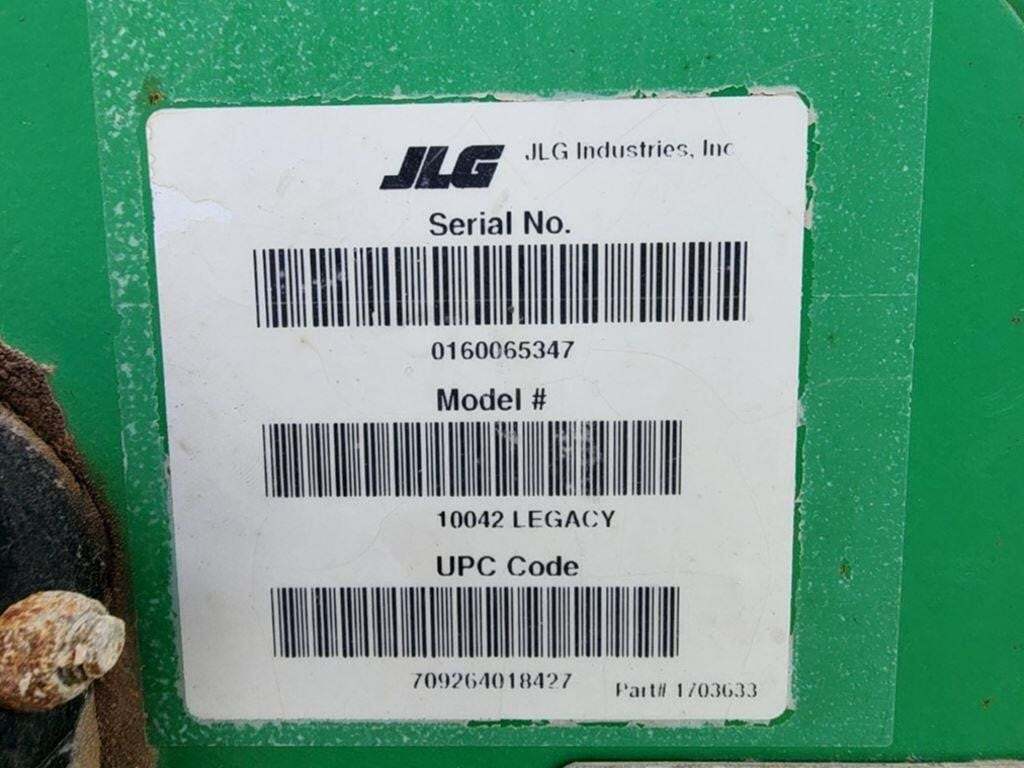 JLG JLG Industries, Inc
Serial No.
0160065347
Model #
10042 LEGACY
UPC Code
709264018427
Part# 1703633